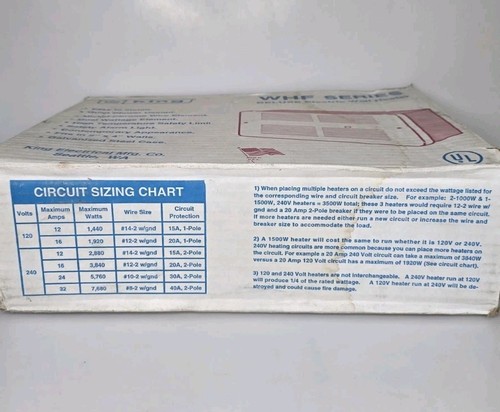 King
WHF SERIES
High Temperature Safety Limit
Alarm Light.
Contemporary Appearance.
Steel Case.
King Electrical Mfg. Co.
Seattle, WA
UL
CIRCUIT SIZING CHART
Volts Maximum Amps Maximum Watts Wire Size Circuit Protection
120 12 1,440 #14-2 w/gnd 15A, 1-Pole
16 1,920 #12-2 w/gnd 20A, 1-Pole
240 12 2,880 #14-2 w/gnd 15A, 2-Pole
16 3,840 #12-2 w/gnd 20A, 2-Pole
24 5,760 #10-2 w/gnd 30A, 2-Pole
32 7,680 #8-2 w/gnd 40A, 2-Pole
1) When placing multiple heaters on a circuit do not exceed the wattage listed for
the corresponding wire and circuit breaker size. For example: 2-1000W & 1-
1500W, 240V heaters = 3500W total; these 3 heaters would require 12-2 wire w/
gnd and a 20 Amp 2-Pole breaker if they were to be placed on the same circuit.
If more heaters are needed either run a new circuit or increase the wire and
breaker size to accommodate the load.
2) A 1500W heater will cost the same to run whether it is 120V or 240V.
240V heating circuits are more common because you can place more heaters on
the circuit. For example a 20 Amp 240 Volt circuit can take a maximum of 3840W
versus a 20 Amp 120 Volt circuit has a maximum of 1920W (See circuit chart).
3) 120 and 240 Volt heaters are not interchangeable. A 240V heater run at 120V
will produce 1/4 of the rated wattage. A 120V heater run at 240V will be de-
stroyed and could cause fire damage.